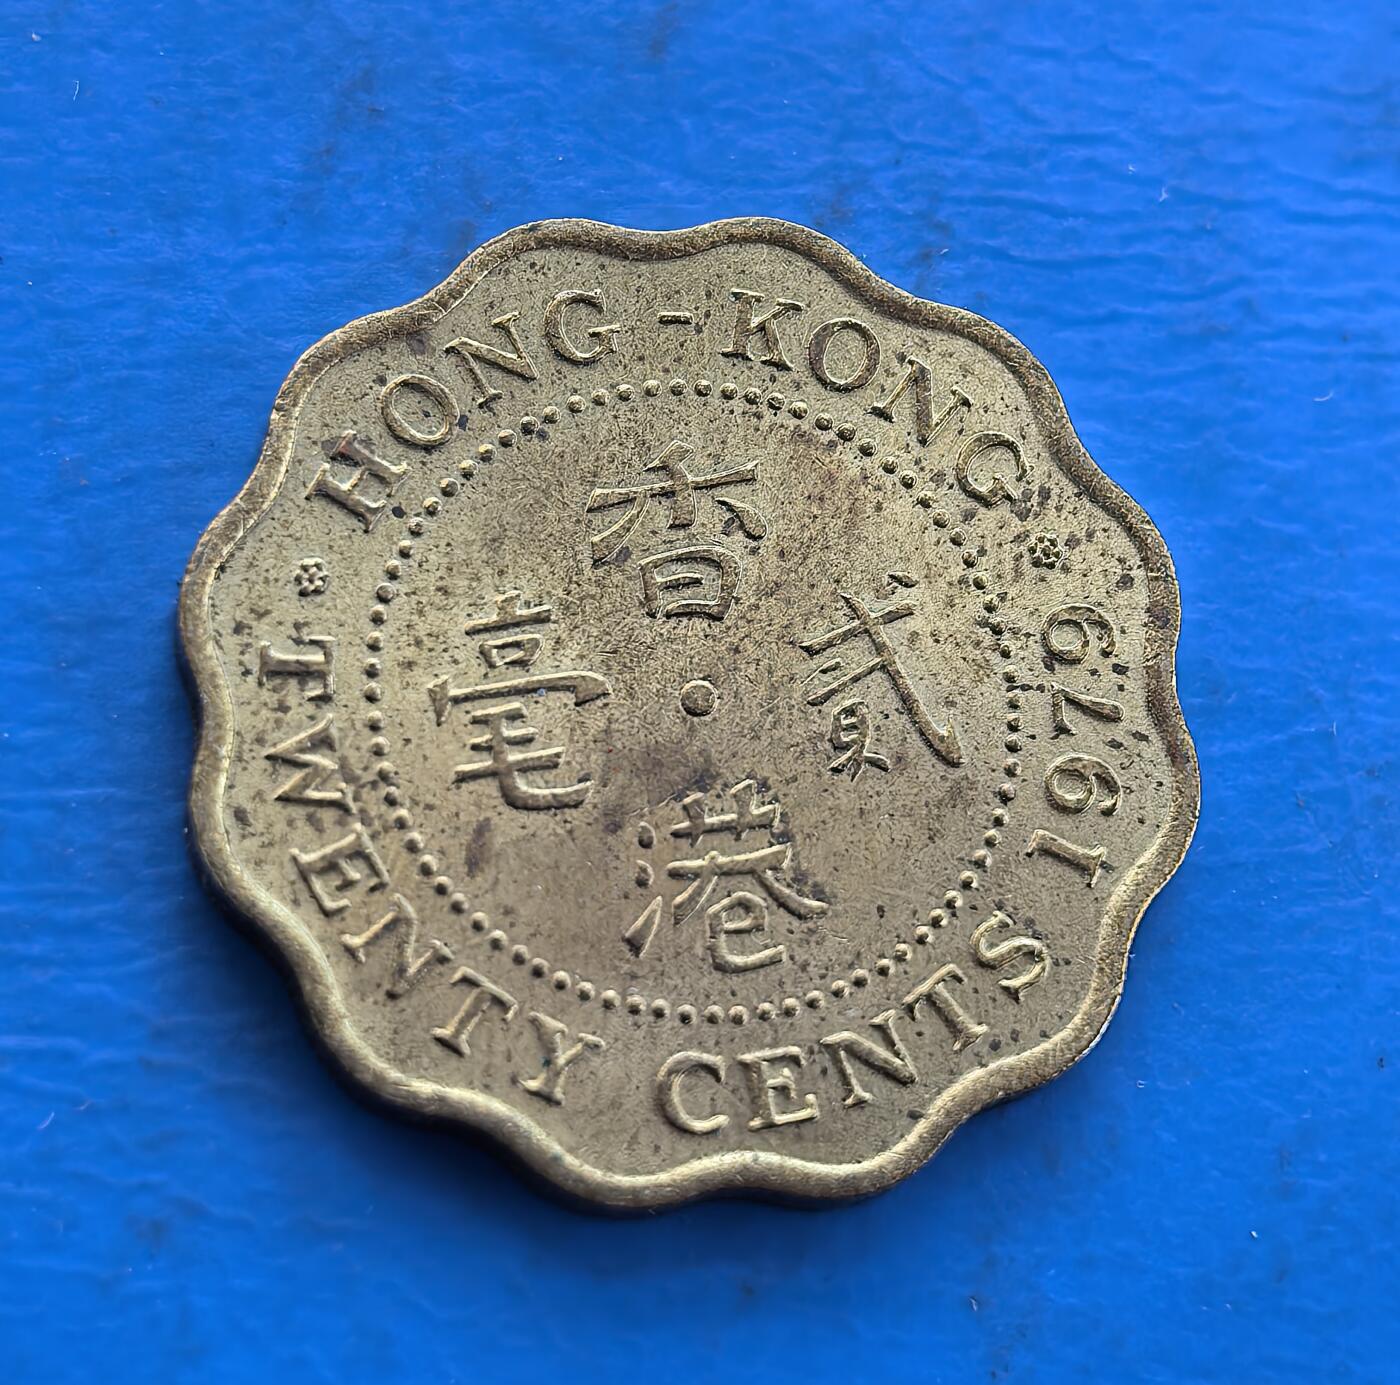 HONG-KONG
香港
貳毫
TWENTY CENTS 1979